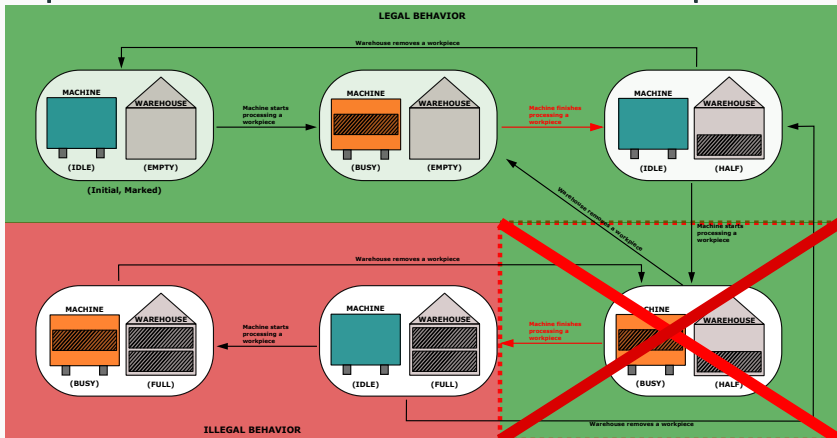 LEGAL BEHAVIOR
Warehouse removes a workpiece
MACHINE
WAREHOUSE
(IDLE)
(EMPTY)
(Initial, Marked)
Machine starts
processing a
workpiece
MACHINE
WAREHOUSE
(BUSY)
(EMPTY)
Machine finishes
processing a
workpiece
MACHINE
WAREHOUSE
(IDLE)
(HALF)
Warehouse removes a workpiece
Machine starts
processing a
workpiece
Warehouse removes a workpiece
MACHINE
WAREHOUSE
(BUSY)
(FULL)
Machine starts
processing a
workpiece
MACHINE
WAREHOUSE
(IDLE)
(FULL)
Machine finishes
processing a
workpiece
MACHINE
WAREHOUSE
(BUSY)
(HALF)
Warehouse removes a workpiece
ILLEGAL BEHAVIOR